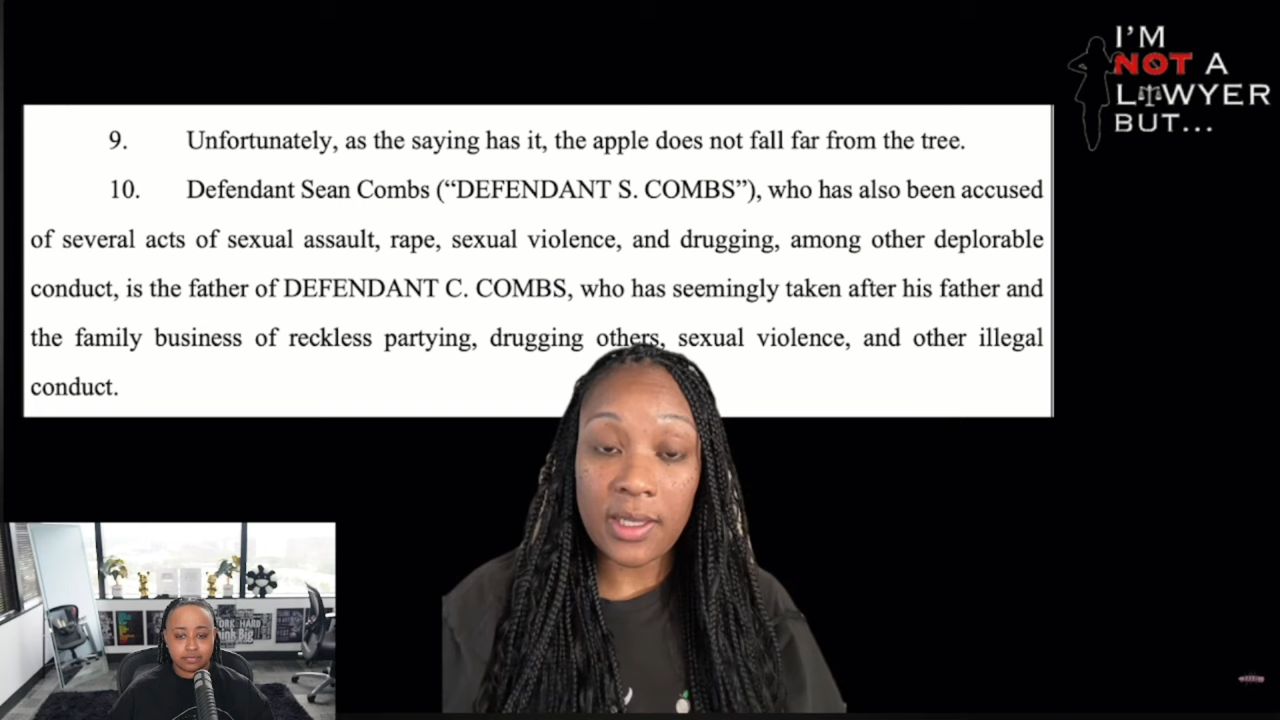 I'M
NOT A
LAWYER
BUT...
9. Unfortunately, as the saying has it, the apple does not fall far from the tree.
10. Defendant Sean Combs (“DEFENDANT S. COMBS”), who has also been accused
of several acts of sexual assault, rape, sexual violence, and drugging, among other deplorable
conduct, is the father of DEFENDANT C. COMBS, who has seemingly taken after his father and
the family business of reckless partying, drugging others, sexual violence, and other illegal
conduct.
HARD
Big